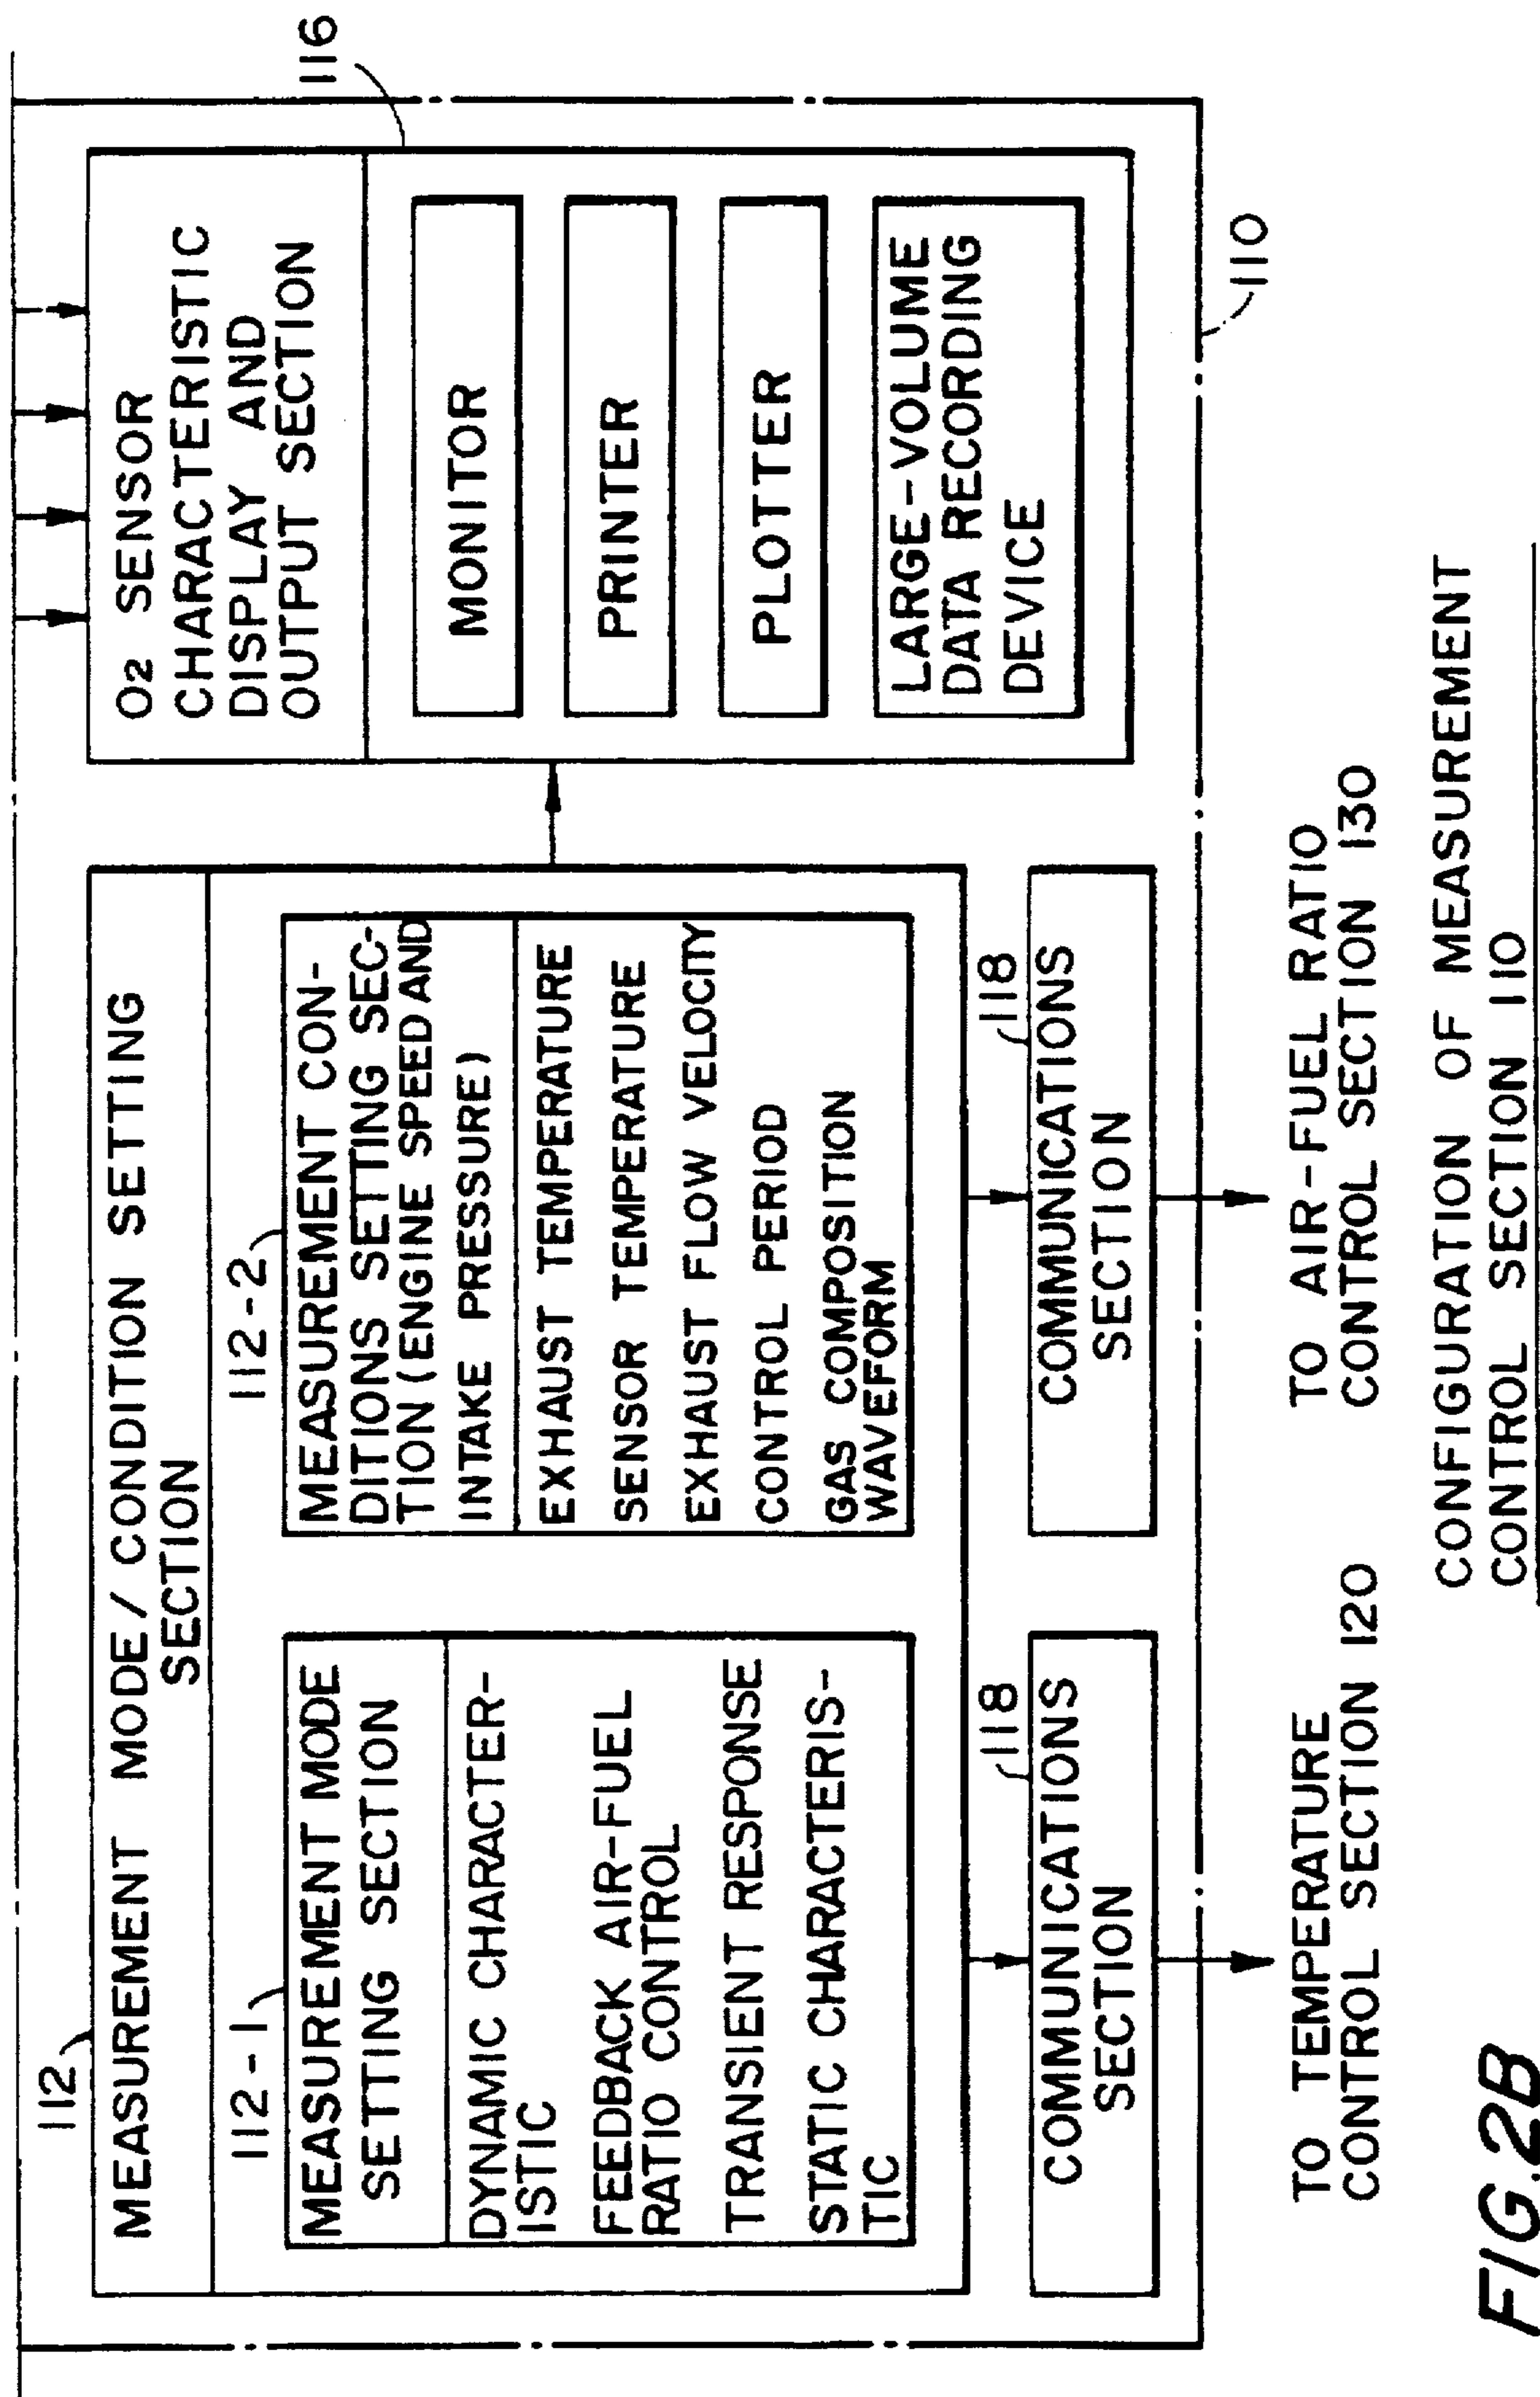 112
MEASUREMENT MODE/CONDITION SETTING
SECTION
112-1
MEASUREMENT MODE
SETTING SECTION
DYNAMIC CHARACTER-
ISTIC
FEEDBACK AIR-FUEL
RATIO CONTROL
TRANSIENT RESPONSE
STATIC CHARACTERIS-
TIC
112-2
MEASUREMENT CON-
DITIONS SETTING SEC-
TION (ENGINE SPEED AND
INTAKE PRESSURE)
EXHAUST TEMPERATURE
SENSOR TEMPERATURE
EXHAUST FLOW VELOCITY
CONTROL PERIOD
GAS COMPOSITION
WAVEFORM
118
COMMUNICATIONS
SECTION
118
COMMUNICATIONS
SECTION
116
O2 SENSOR
CHARACTERISTIC
DISPLAY AND
OUTPUT SECTION
MONITOR
PRINTER
PLOTTER
LARGE-VOLUME
DATA RECORDING
DEVICE
110
TO TEMPERATURE
CONTROL SECTION 120
TO AIR-FUEL RATIO
CONTROL SECTION 130
CONFIGURATION OF MEASUREMENT
CONTROL SECTION 110
FIG.2B